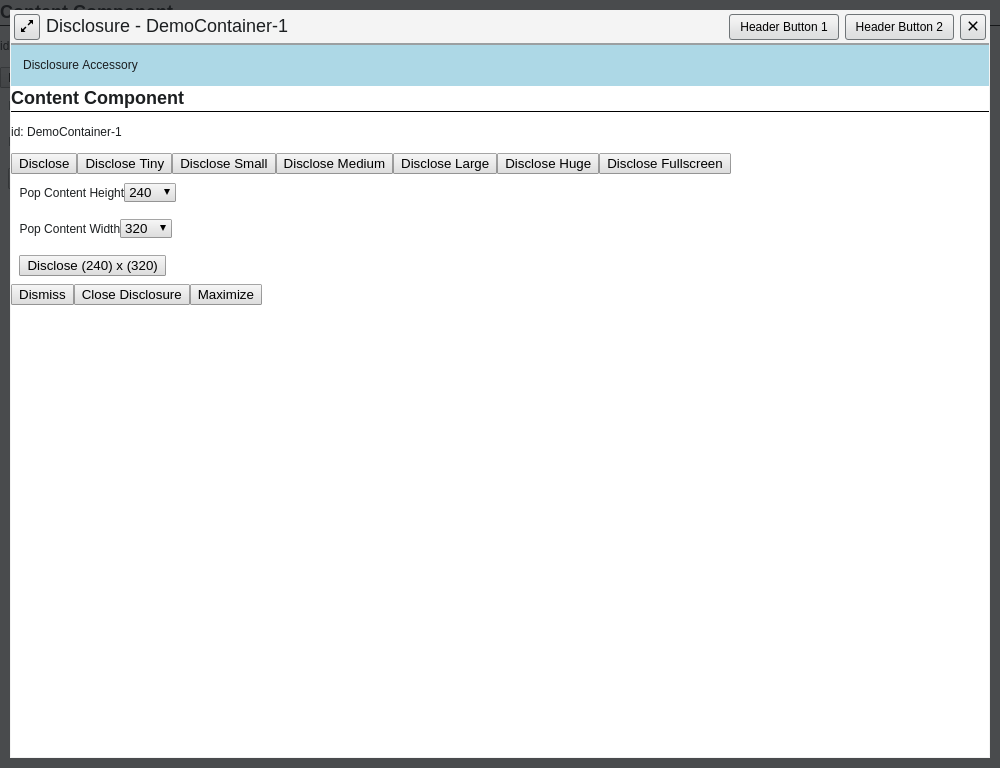 Disclosure - DemoContainer-1
Header Button 1
Header Button 2
Disclosure Accessory
Content Component
id: DemoContainer-1
Disclose Disclose Tiny Disclose Small Disclose Medium Disclose Large Disclose Huge Disclose Fullscreen
Pop Content Height 240
Pop Content Width 320
Disclose (240) x (320)
Dismiss Close Disclosure Maximize